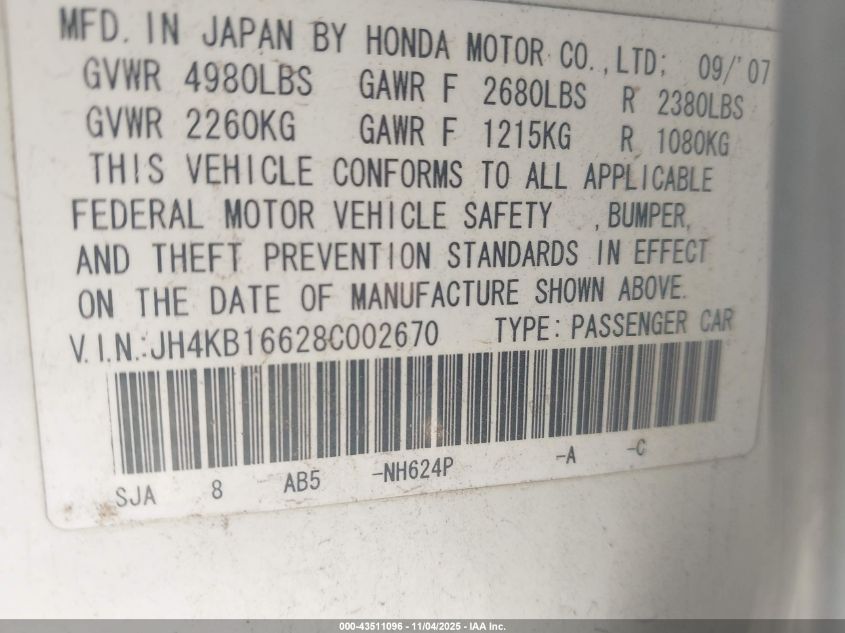 MFD. IN JAPAN BY HONDA MOTOR CO., LTD; 09/'07
GVWR 4980LBS GAWR F 2680LBS R 2380LBS
GVWR 2260KG GAWR F 1215KG R 1080KG
THIS VEHICLE CONFORMS TO ALL APPLICABLE
FEDERAL MOTOR VEHICLE SAFETY , BUMPER,
AND THEFT PREVENTION STANDARDS IN EFFECT
ON THE DATE OF MANUFACTURE SHOWN ABOVE.
V.I.N.:JH4KB16628C002670 TYPE: PASSENGER CAR
SJA 8 AB5 -NH624P -A -C
000-43511096 - 11/04/2025 - IAA Inc.